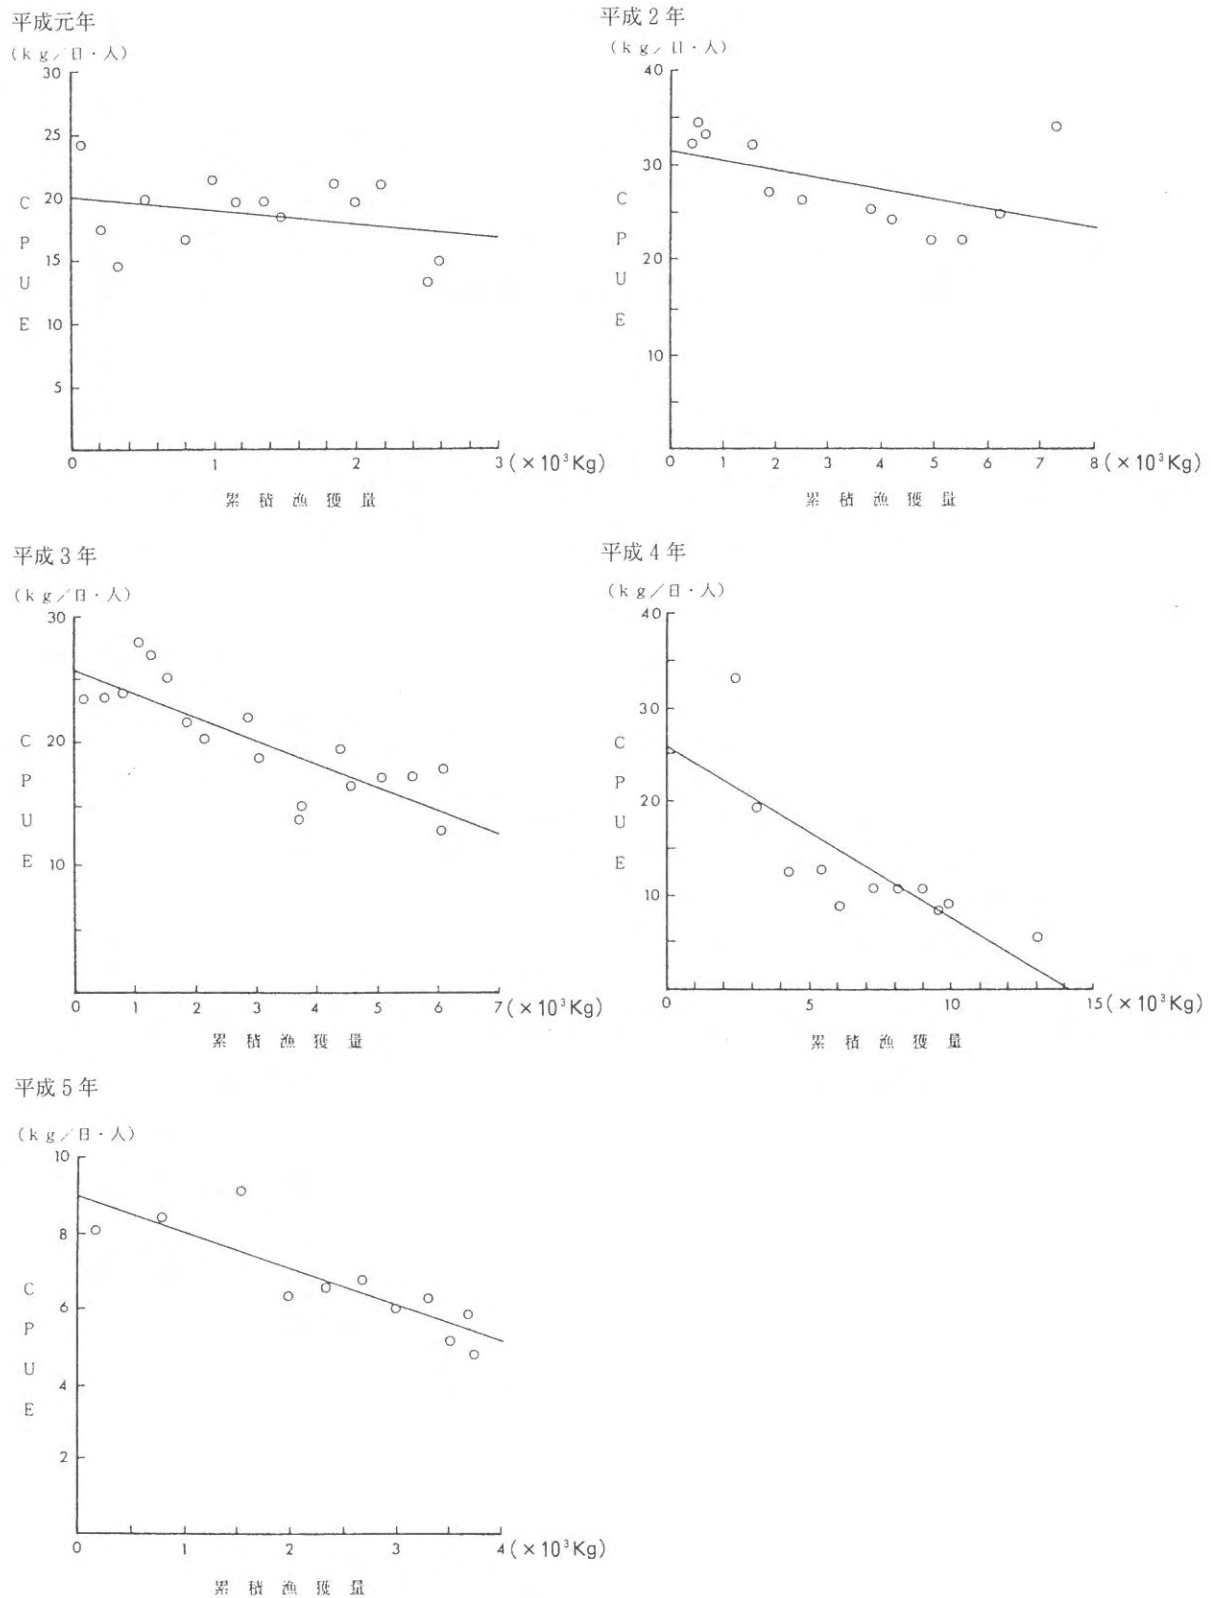 平成元年
(kg/日・人)
30
25
20
15
10
5
C
P
U
E
0 1 2 3(×10³Kg)
累積漁獲量
平成2年
(kg/日・人)
40
30
20
10
C
P
U
E
0 1 2 3 4 5 6 7 8(×10³Kg)
累積漁獲量
平成3年
(kg/日・人)
30
20
10
C
P
U
E
0 1 2 3 4 5 6 7(×10³Kg)
累積漁獲量
平成4年
(kg/日・人)
40
30
20
10
C
P
U
E
0 5 10 15(×10³Kg)
累積漁獲量
平成5年
(kg/日・人)
10
8
6
4
2
C
P
U
E
0 1 2 3 4(×10³Kg)
累積漁獲量